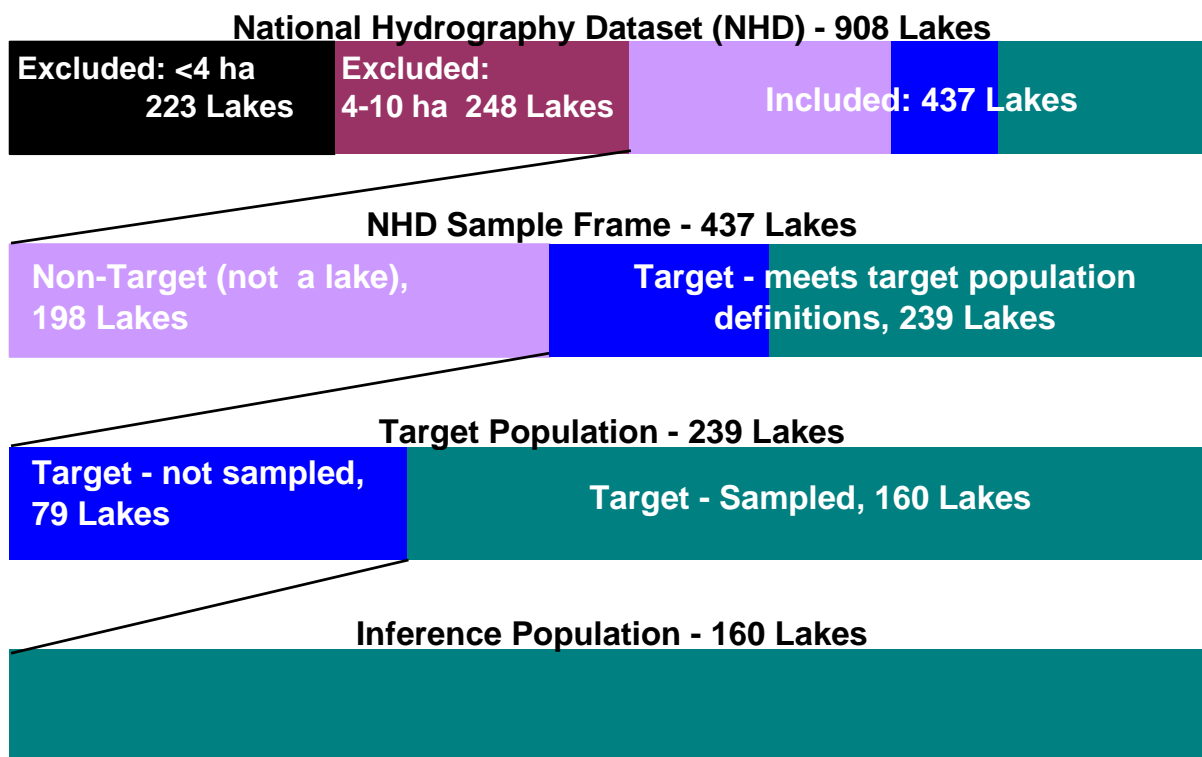 National Hydrography Dataset (NHD) - 908 Lakes
Excluded: <4 ha
223 Lakes
Excluded:
4-10 ha 248 Lakes
Included: 437 Lakes
NHD Sample Frame - 437 Lakes
Non-Target (not a lake),
198 Lakes
Target - meets target population
definitions, 239 Lakes
Target Population - 239 Lakes
Target - not sampled,
79 Lakes
Target - Sampled, 160 Lakes
Inference Population - 160 Lakes